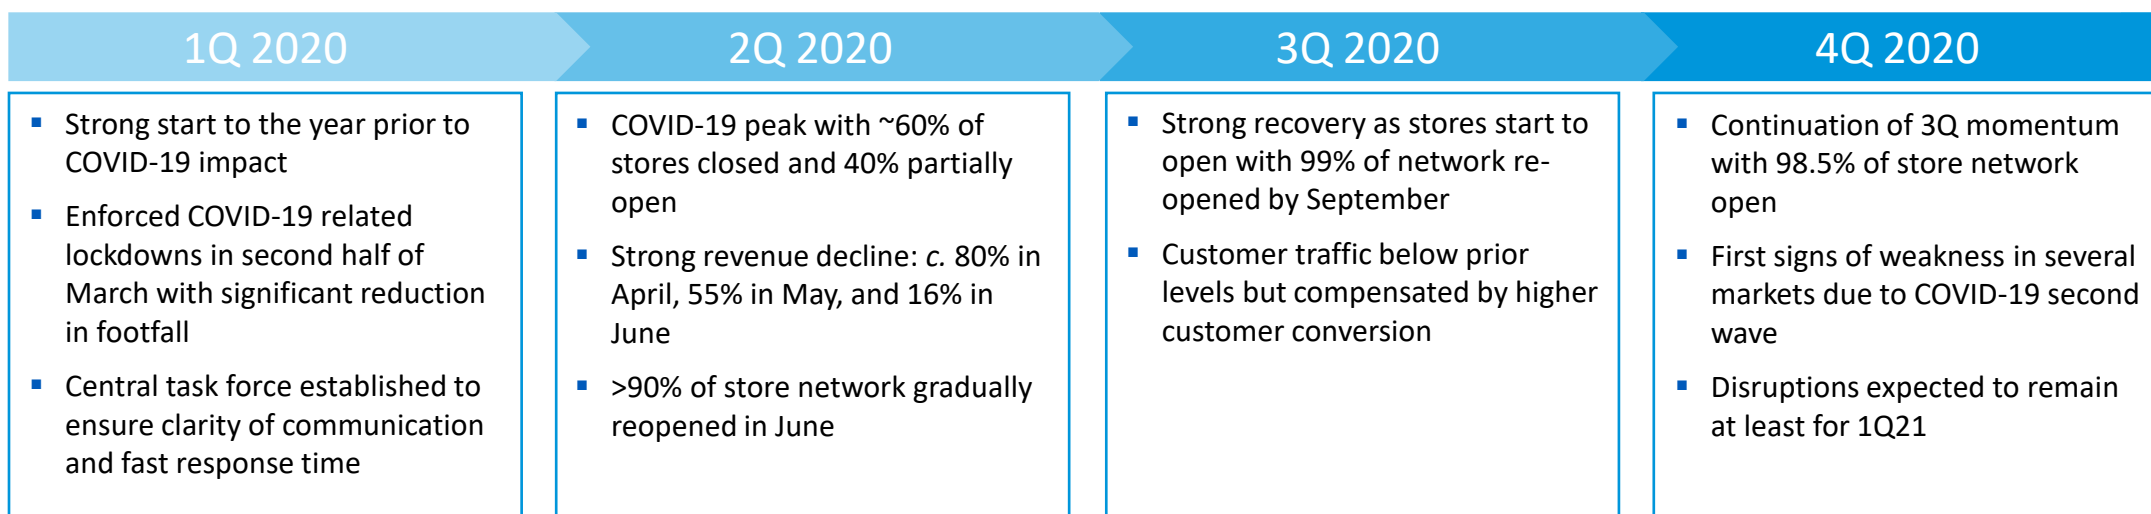 1Q 2020
2Q 2020
3Q 2020
4Q 2020
▪ Strong start to the year prior to
COVID-19 impact
▪ Enforced COVID-19 related
lockdowns in second half of
March with significant reduction
in footfall
▪ Central task force established to
ensure clarity of communication
and fast response time
▪ COVID-19 peak with ~60% of
stores closed and 40% partially
open
▪ Strong revenue decline: c. 80% in
April, 55% in May, and 16% in
June
▪ >90% of store network gradually
reopened in June
▪ Strong recovery as stores start to
open with 99% of network re-
opened by September
▪ Customer traffic below prior
levels but compensated by higher
customer conversion
▪ Continuation of 3Q momentum
with 98.5% of store network
open
▪ First signs of weakness in several
markets due to COVID-19 second
wave
▪ Disruptions expected to remain
at least for 1Q21